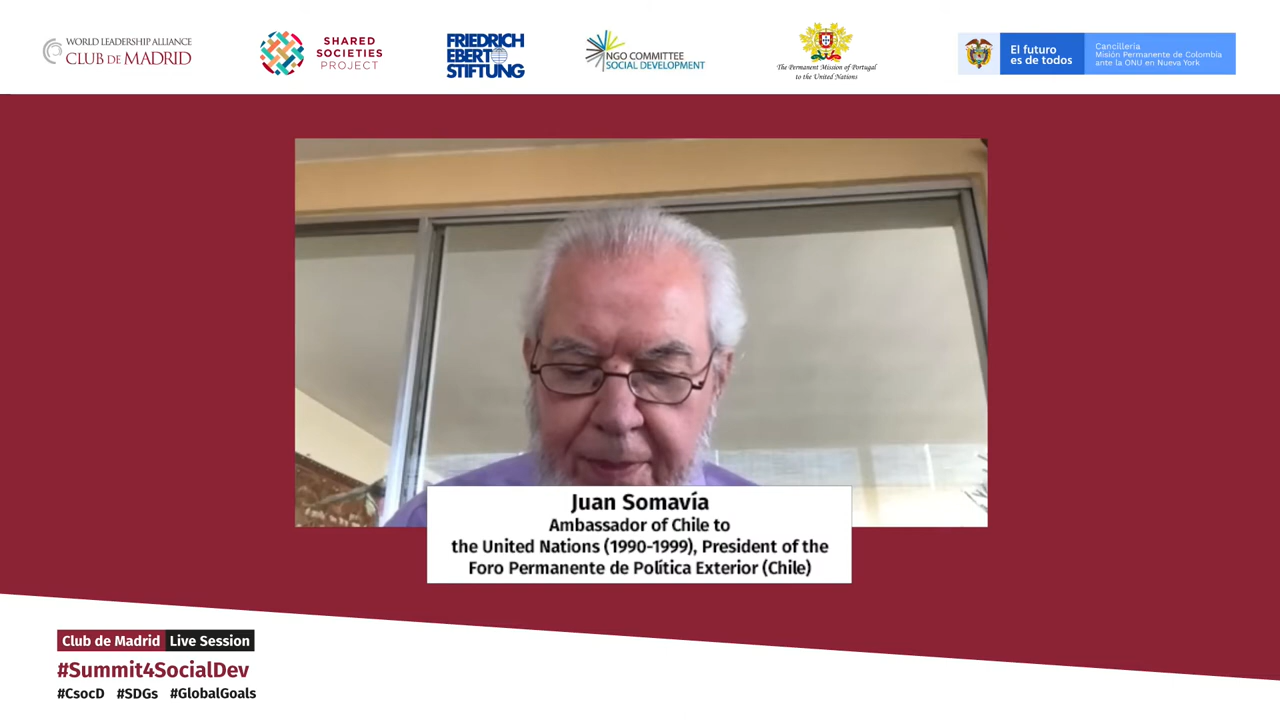 WORLD LEADERSHIP ALLIANCE
CLUB DE MADRID
SHARED
SOCIETIES
PROJECT
FRIEDRICH
EBERT
STIFTUNG
NGO COMMITTEE
SOCIAL DEVELOPMENT
The Permanent Mission of Portugal
to the United Nations
El futuro
es de todos
Cancillería
Misión Permanente de Colombia
ante la ONU en Nueva York
Juan Somavía
Ambassador of Chile to
the United Nations (1990-1999), President of the
Foro Permanente de Política Exterior (Chile)
Club de Madrid Live Session
#Summit4SocialDev
#CsocD #SDGs #GlobalGoals